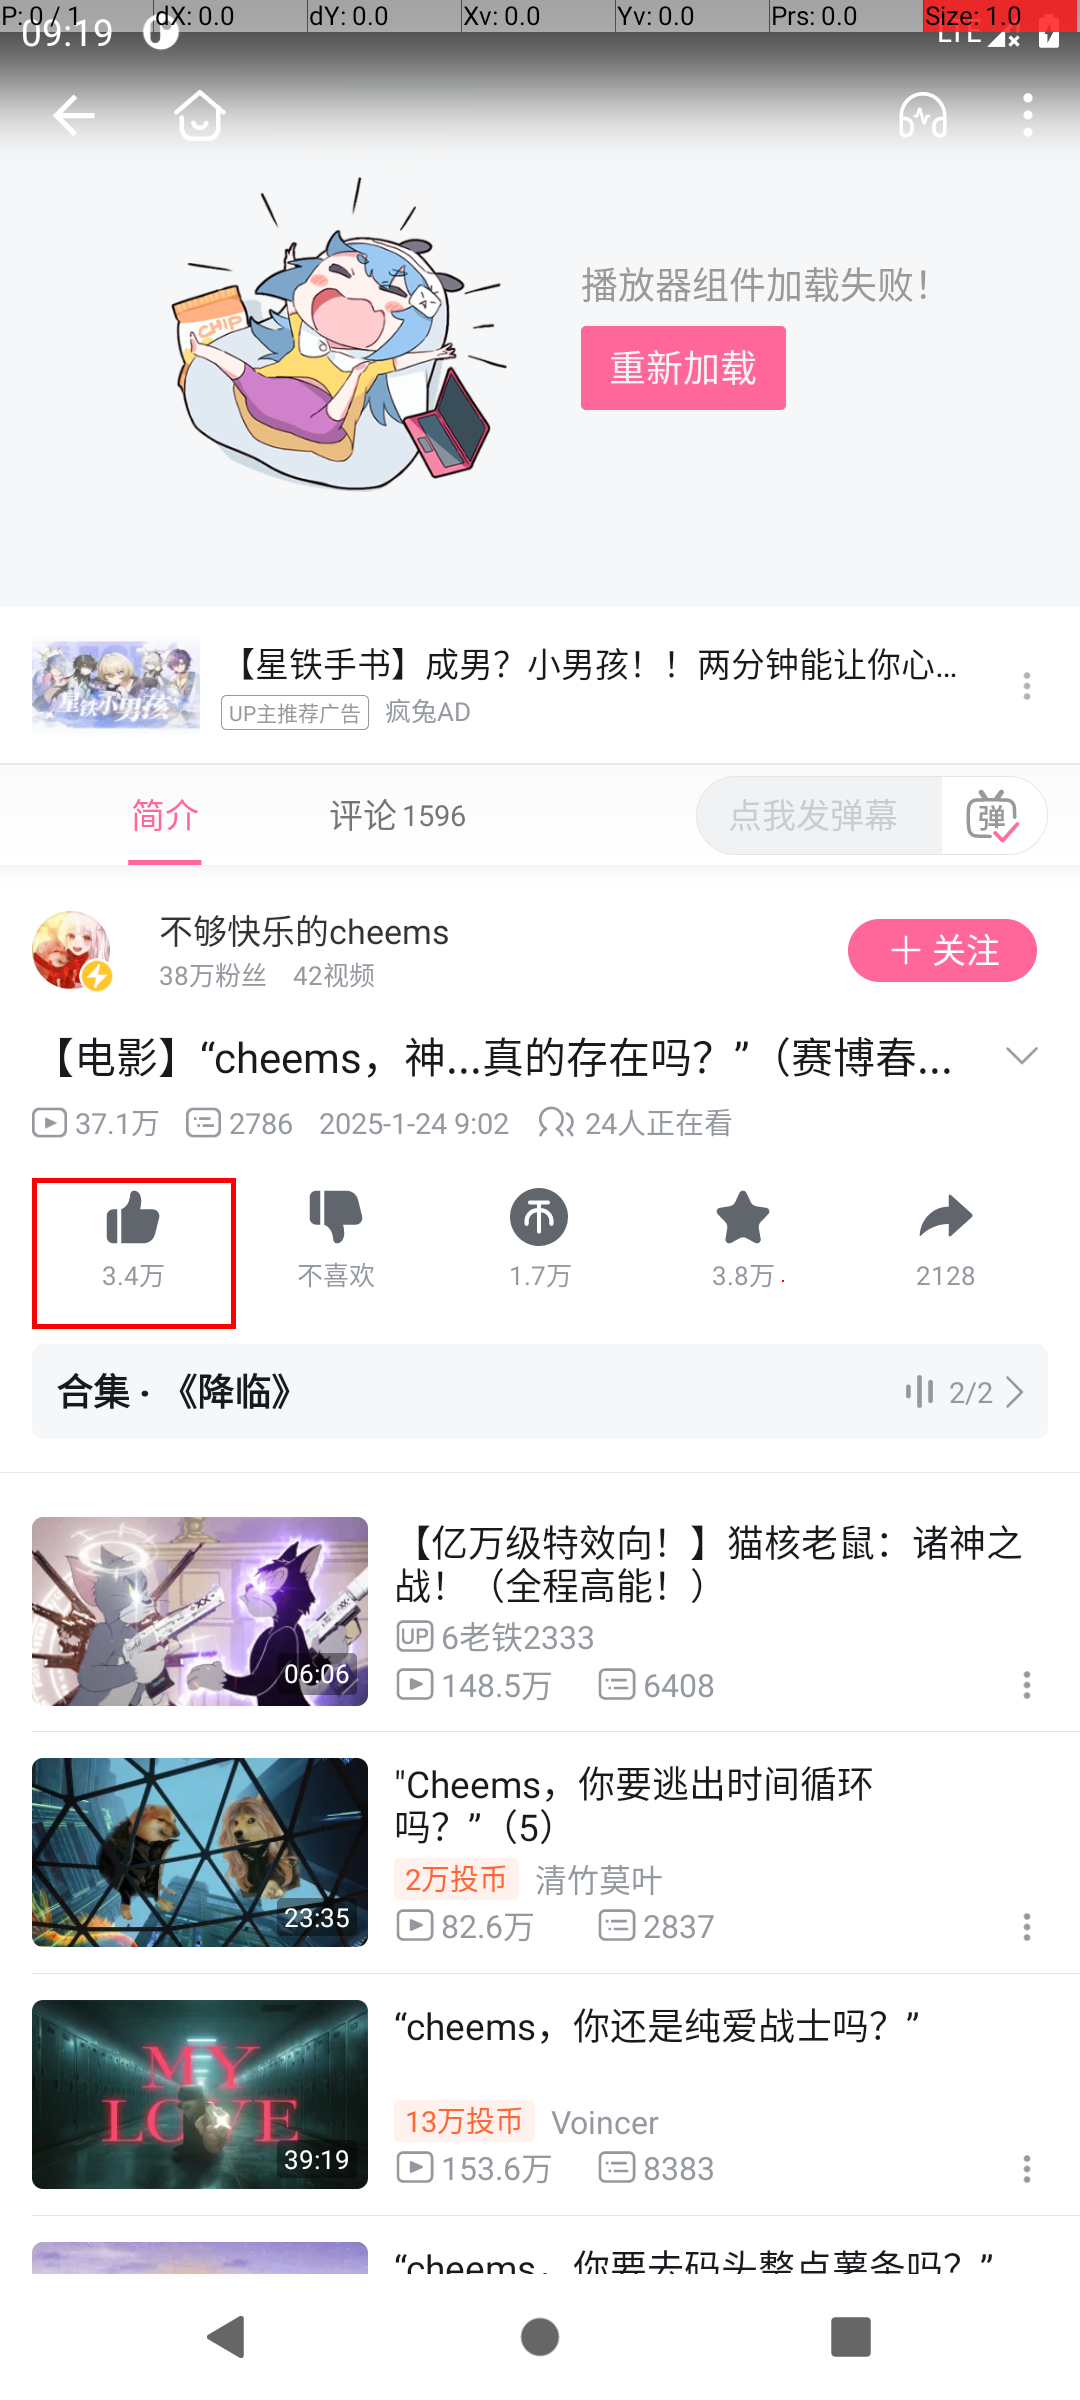 P: 0 / 1 dX: 0.0 dY: 0.0 Xv: 0.0 Yv: 0.0 Prs: 0.0 Size: 1.0
09:19 LTE
CHIP
播放器组件加载失败！
重新加载
星铁小男孩
【星铁手书】成男？小男孩！！两分钟能让你心...
UP主推荐广告 疯兔AD
简介 评论 1596 点我发弹幕 弹
不够快乐的cheems
38万粉丝 42视频
＋ 关注
【电影】“cheems，神...真的存在吗？”（赛博春...
37.1万 2786 2025-1-24 9:02 24人正在看
3.4万 不喜欢 1.7万 3.8万 2128
合集 · 《降临》 2/2
【亿万级特效向！】猫核老鼠：诸神之
战！（全程高能！）
06:06
UP 6老铁2333
148.5万 6408
"Cheems，你要逃出时间循环
吗？”（5）
23:35
2万投币 清竹莫叶
82.6万 2837
“cheems，你还是纯爱战士吗？”
MY
LOVE
39:19
13万投币 Voincer
153.6万 8383
“cheems，你要去码头整点薯条吗？”